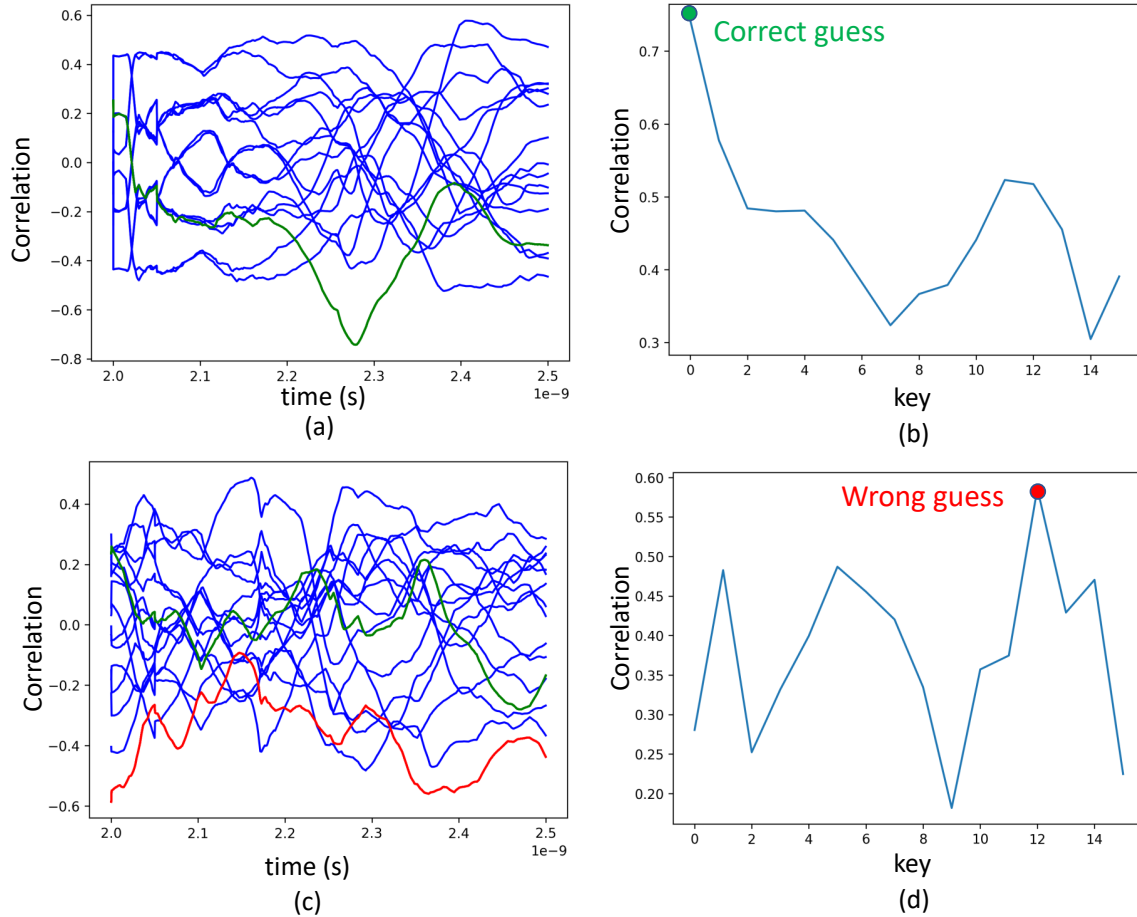 0.6
0.4
0.2
0.0
−0.2
−0.4
−0.6
−0.8
Correlation
2.0 2.1 2.2 2.3 2.4 2.5
1e−9
time (s)
(a)
Correct guess
0.7
0.6
0.5
0.4
0.3
Correlation
0 2 4 6 8 10 12 14
key
(b)
0.4
0.2
0.0
−0.2
−0.4
−0.6
Correlation
2.0 2.1 2.2 2.3 2.4 2.5
1e−9
time (s)
(c)
Wrong guess
0.60
0.55
0.50
0.45
0.40
0.35
0.30
0.25
0.20
Correlation
0 2 4 6 8 10 12 14
key
(d)